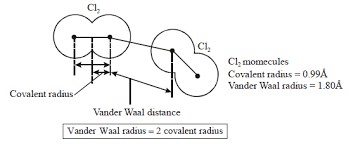 Cl₂
Cl₂
Cl₂ momecules
Covalent radius = 0.99Å
Vander Waal radius = 1.80Å
Covalent radius
Vander Waal distance
Vander Waal radius = 2 covalent radius